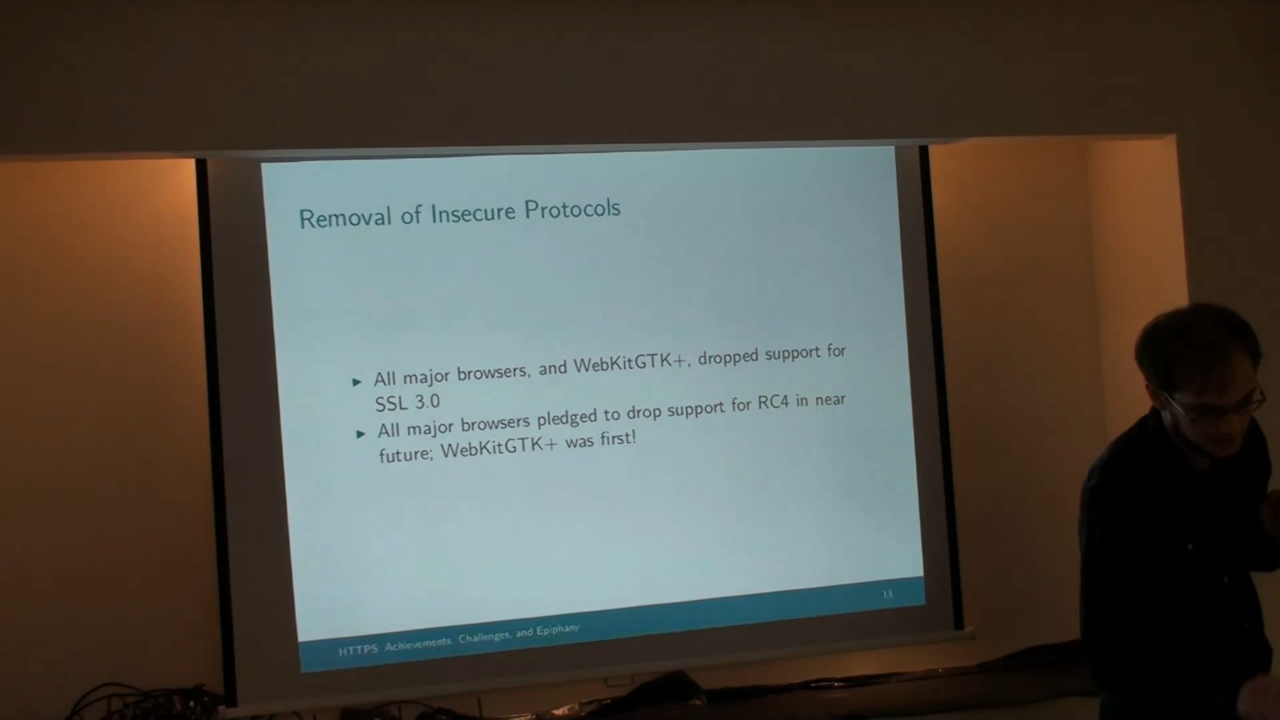 Removal of Insecure Protocols
► All major browsers, and WebKitGTK+, dropped support for
SSL 3.0
► All major browsers pledged to drop support for RC4 in near
future; WebKitGTK+ was first!
13
HTTPS: Achievements, Challenges, and Epiphany